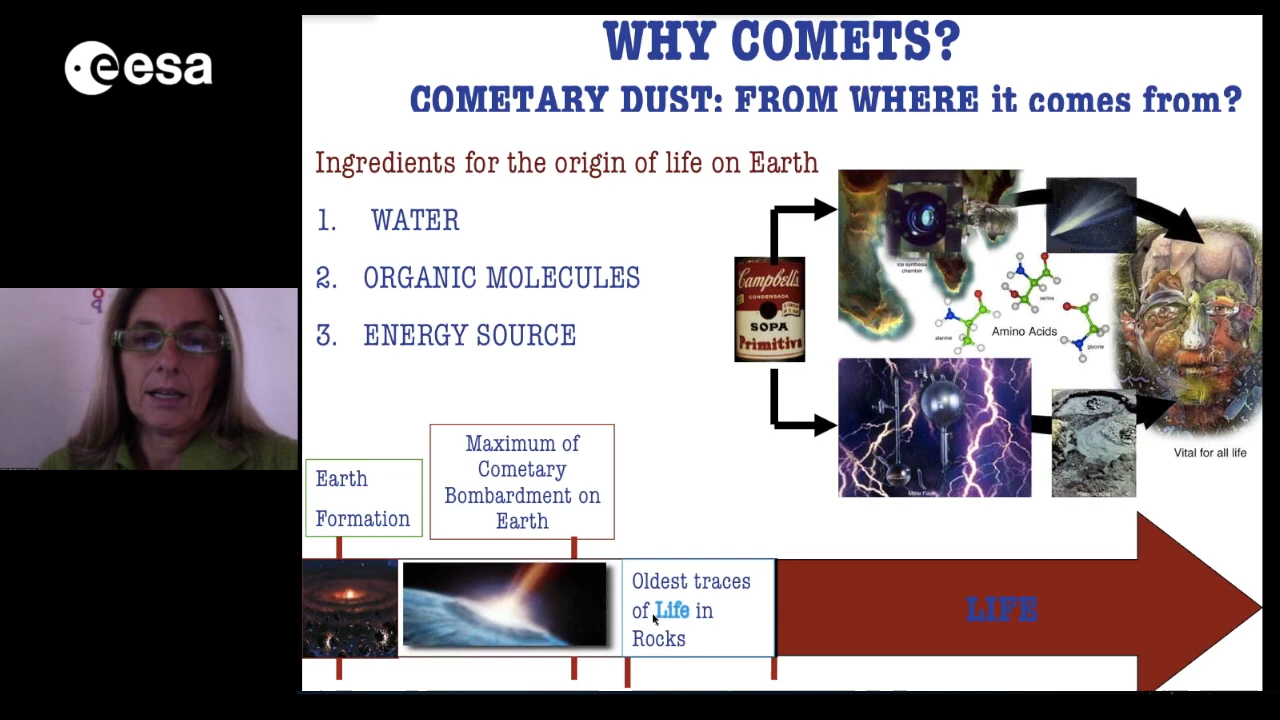 esa
WHY COMETS?
COMETARY DUST: FROM WHERE it comes from?
Ingredients for the origin of life on Earth
1. WATER
2. ORGANIC MOLECULES
3. ENERGY SOURCE
Campbell's
CONDENSADA
SOPA
Primitiva
ice synthesis
chamber
serine
Amino Acids
alanine
glycine
Vital for all life
Maximum of
Cometary
Bombardment on
Earth
Earth
Formation
Oldest traces
of Life in
Rocks
LIFE